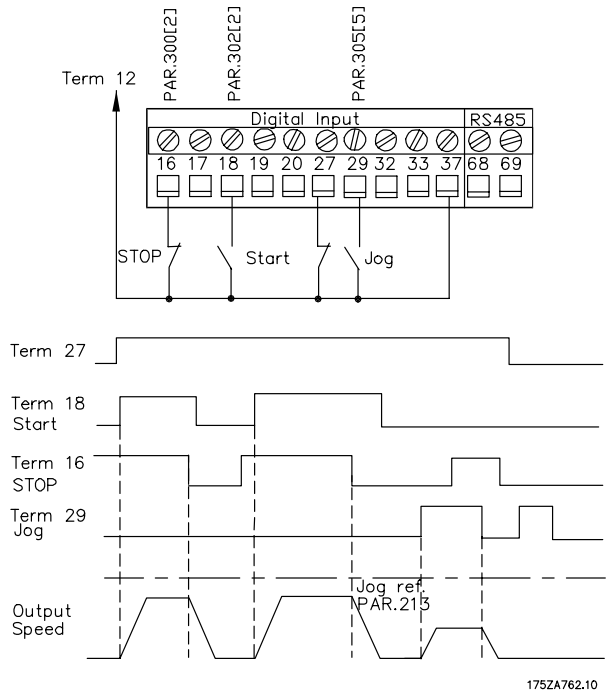 PAR.300[2]
PAR.302[2]
PAR.305[5]
Term 12
Digital Input
RS485
16 17 18 19 20 27 29 32 33 37 68 69
STOP
Start
Jog
Term 27
Term 18
Start
Term 16
STOP
Term 29
Jog
Jog ref.
PAR.213
Output
Speed
175ZA762.10